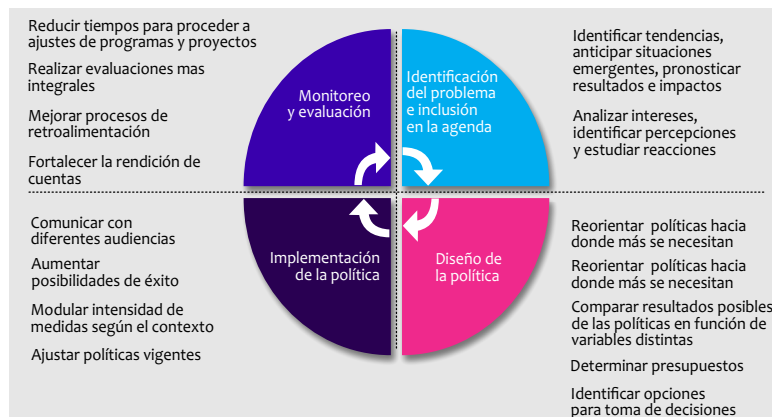 Reducir tiempos para proceder a
ajustes de programas y proyectos
Realizar evaluaciones mas
integrales
Mejorar procesos de
retroalimentación
Fortalecer la rendición de
cuentas
Monitoreo
y evaluación
Identificación
del problema
e inclusión
en la agenda
Identificar tendencias,
anticipar situaciones
emergentes, pronosticar
resultados e impactos
Analizar intereses,
identificar percepciones
y estudiar reacciones
Comunicar con
diferentes audiencias
Aumentar
posibilidades de éxito
Modular intensidad de
medidas según el contexto
Ajustar políticas vigentes
Implementación
de la política
Diseño de
la política
Reorientar políticas hacia
donde más se necesitan
Reorientar políticas hacia
donde más se necesitan
Comparar resultados posibles
de las políticas en función de
variables distintas
Determinar presupuestos
Identificar opciones
para toma de decisiones